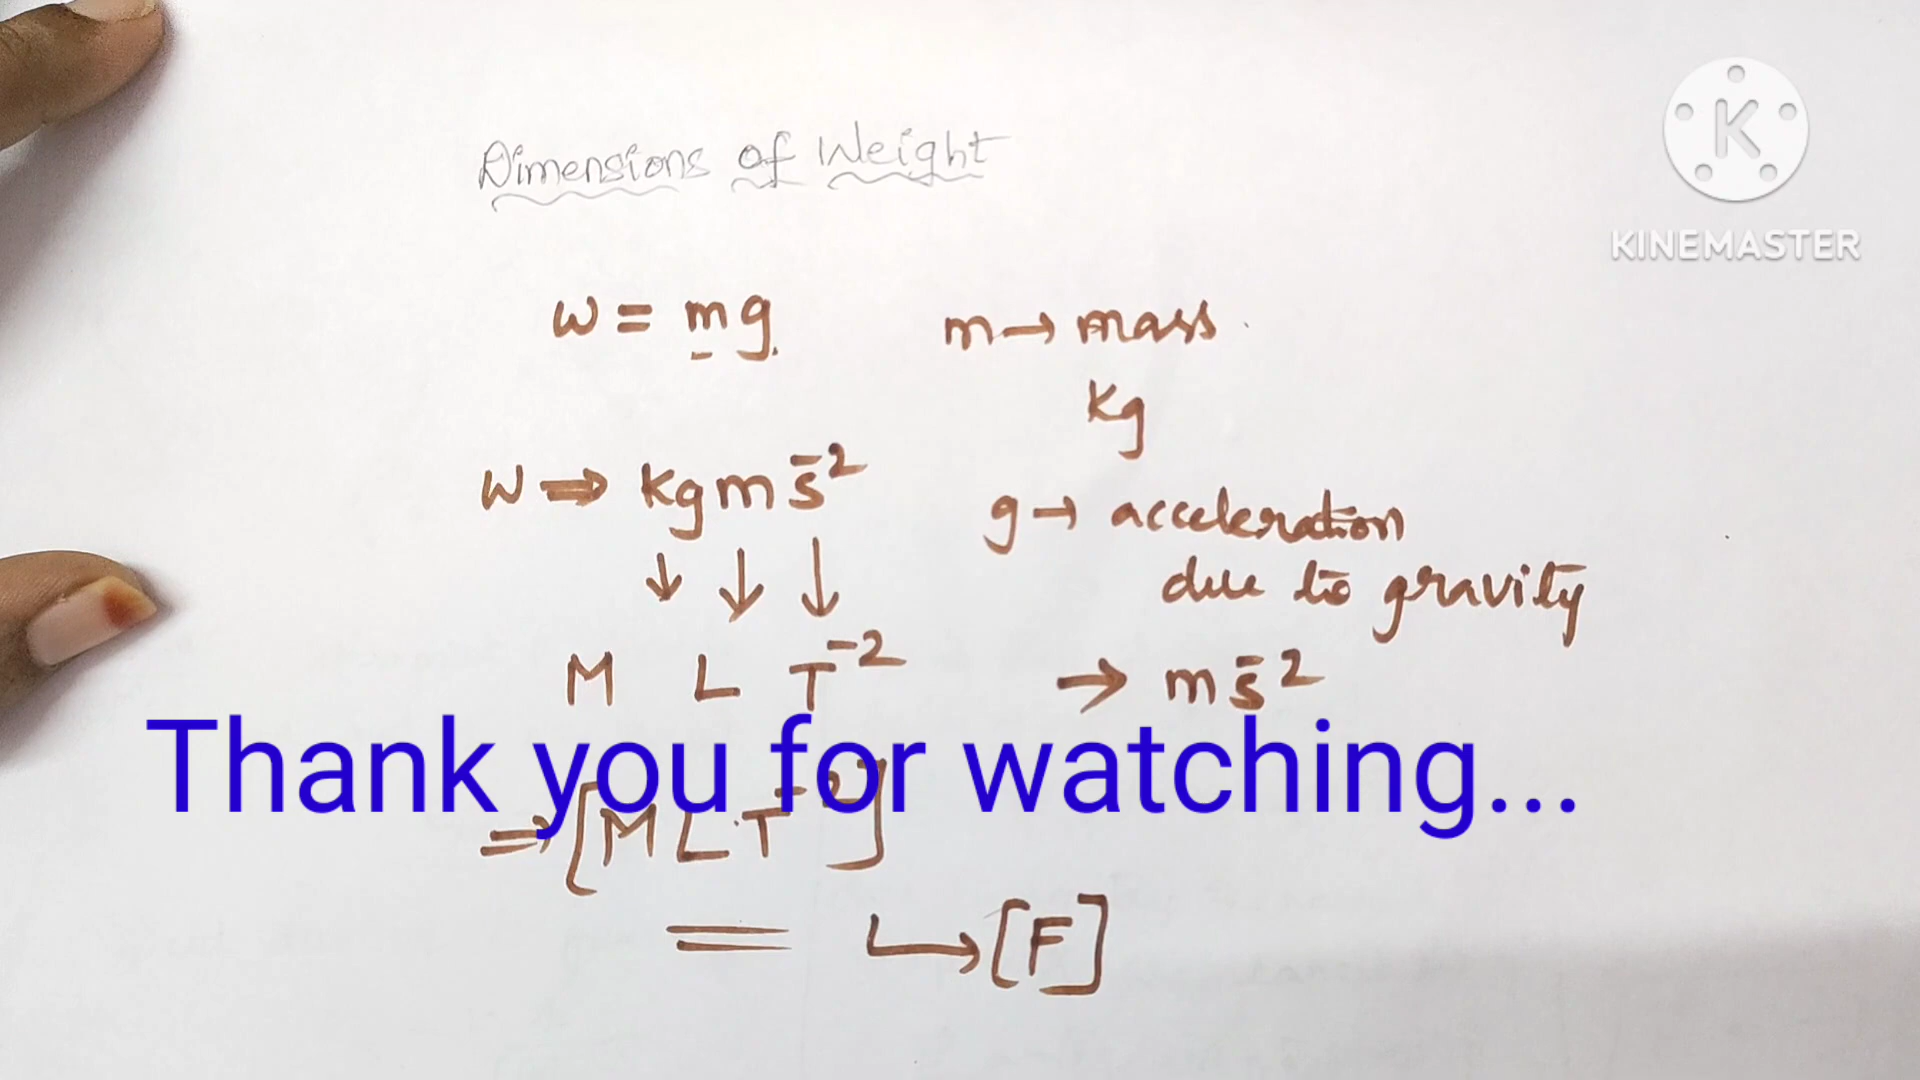 Dimensions of Weight
K
KINEMASTER
W = mg
m → mass
kg
W ⇒ kg m s⁻²
g → acceleration
due to gravity
↓ ↓ ↓
M L T⁻²
→ m s⁻²
Thank you for watching...
⇒ [M L T⁻²]
↳ [F]